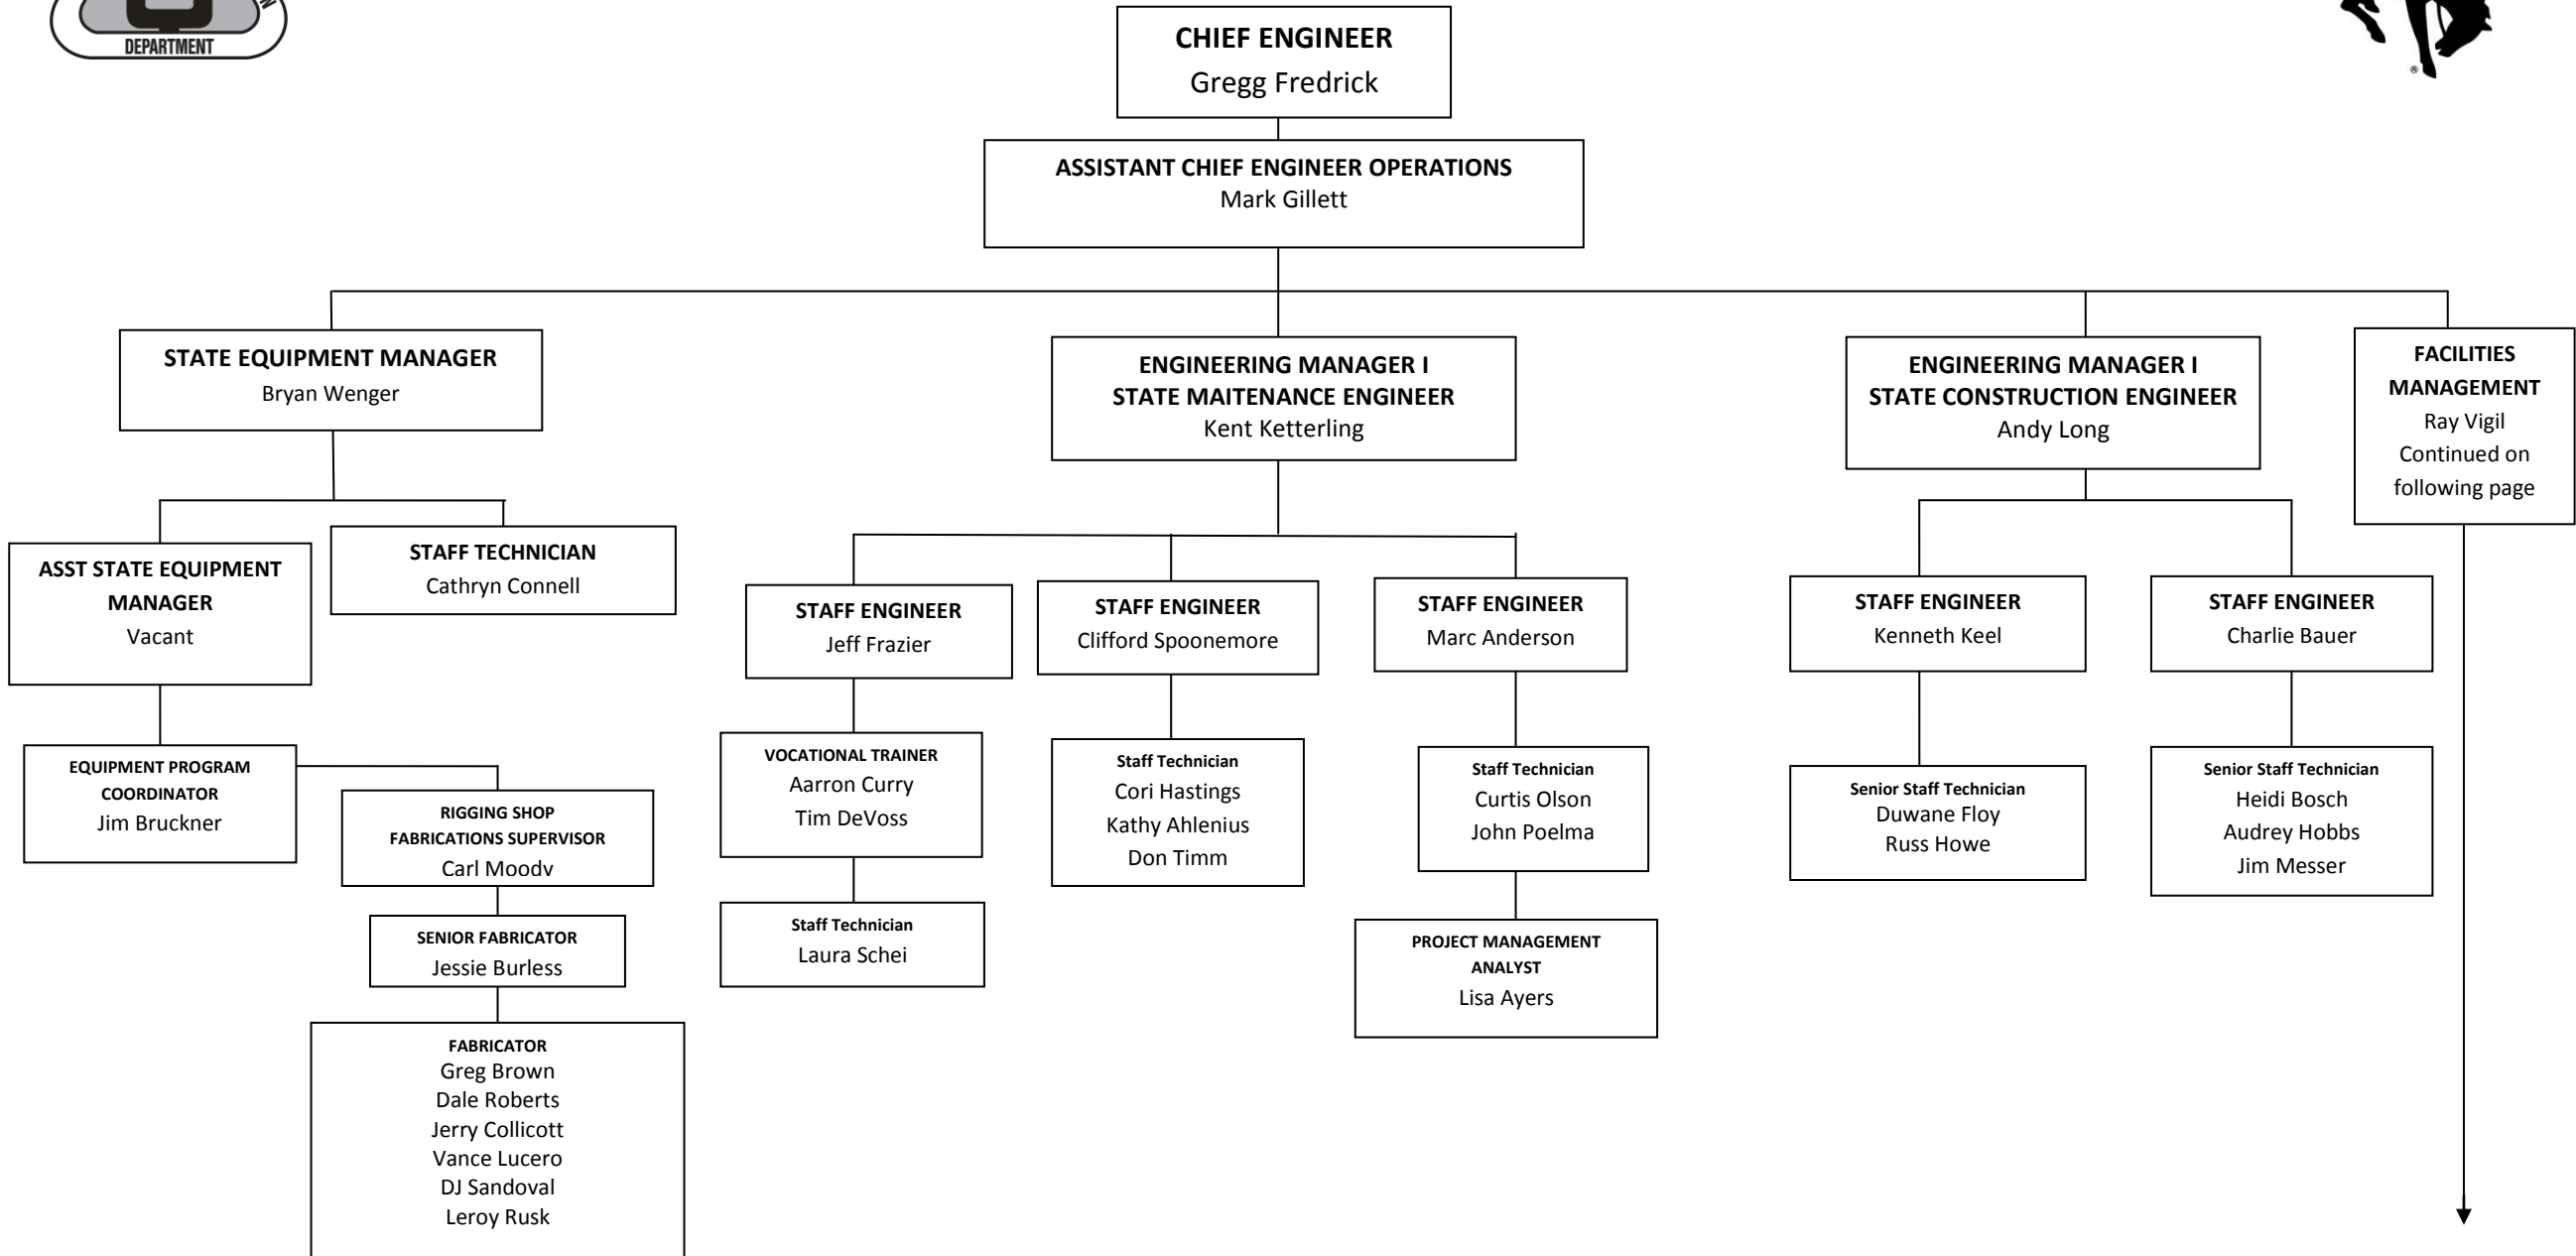 DEPARTMENT
®
CHIEF ENGINEER
Gregg Fredrick
ASSISTANT CHIEF ENGINEER OPERATIONS
Mark Gillett
STATE EQUIPMENT MANAGER
Bryan Wenger
ENGINEERING MANAGER I
STATE MAITENANCE ENGINEER
Kent Ketterling
ENGINEERING MANAGER I
STATE CONSTRUCTION ENGINEER
Andy Long
FACILITIES
MANAGEMENT
Ray Vigil
Continued on
following page
ASST STATE EQUIPMENT
MANAGER
Vacant
STAFF TECHNICIAN
Cathryn Connell
STAFF ENGINEER
Jeff Frazier
STAFF ENGINEER
Clifford Spoonemore
STAFF ENGINEER
Marc Anderson
STAFF ENGINEER
Kenneth Keel
STAFF ENGINEER
Charlie Bauer
EQUIPMENT PROGRAM
COORDINATOR
Jim Bruckner
RIGGING SHOP
FABRICATIONS SUPERVISOR
Carl Moody
SENIOR FABRICATOR
Jessie Burless
FABRICATOR
Greg Brown
Dale Roberts
Jerry Collicott
Vance Lucero
DJ Sandoval
Leroy Rusk
VOCATIONAL TRAINER
Aarron Curry
Tim DeVoss
Staff Technician
Laura Schei
Staff Technician
Cori Hastings
Kathy Ahlenius
Don Timm
Staff Technician
Curtis Olson
John Poelma
PROJECT MANAGEMENT
ANALYST
Lisa Ayers
Senior Staff Technician
Duwane Floy
Russ Howe
Senior Staff Technician
Heidi Bosch
Audrey Hobbs
Jim Messer